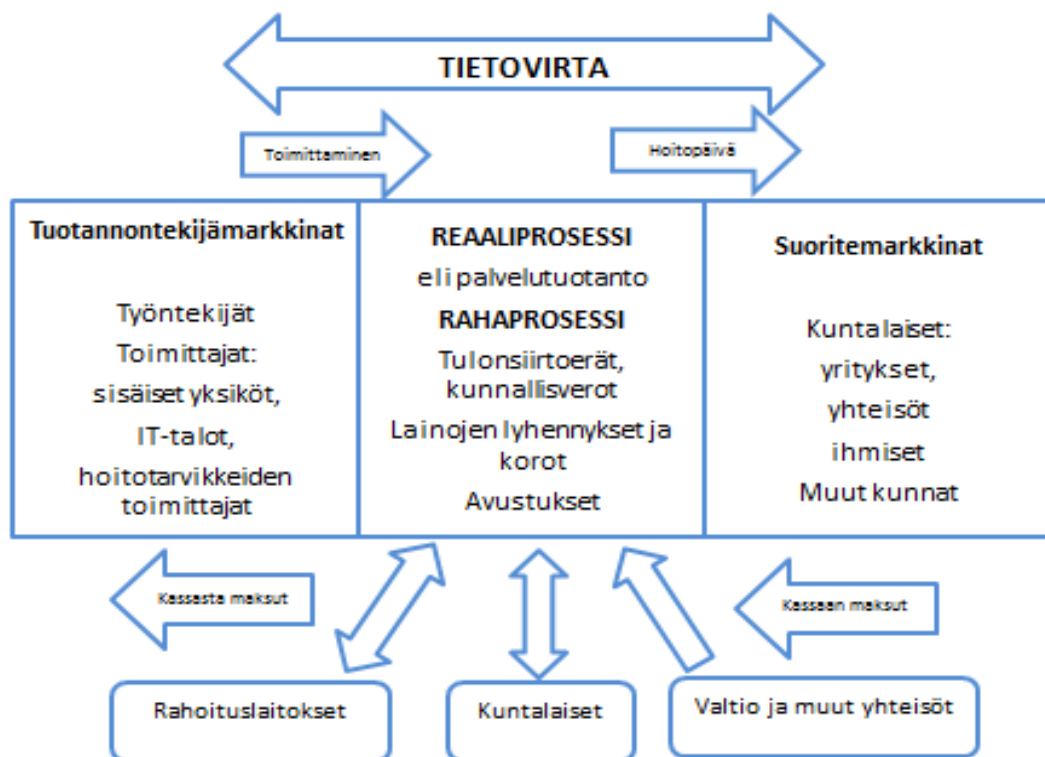 TIETOVIRTA
Toimittaminen
Hoitopäivä
Tuotannontekijämarkkinat
Työntekijät
Toimittajat:
sisäiset yksiköt,
IT-talot,
hoitotarvikkeiden
toimittajat
REAALIPROSESSI
eli palvelutuotanto
RAHAPROSESSI
Tulonsiirtoerät,
kunnallisverot
Lainojen lyhennykset ja
korot
Avustukset
Suoritemarkkinat
Kuntalaiset:
yritykset,
yhteisöt
ihmiset
Muut kunnat
Kassasta maksut
Kassaan maksut
Rahoituslaitokset
Kuntalaiset
Valtio ja muut yhteisöt